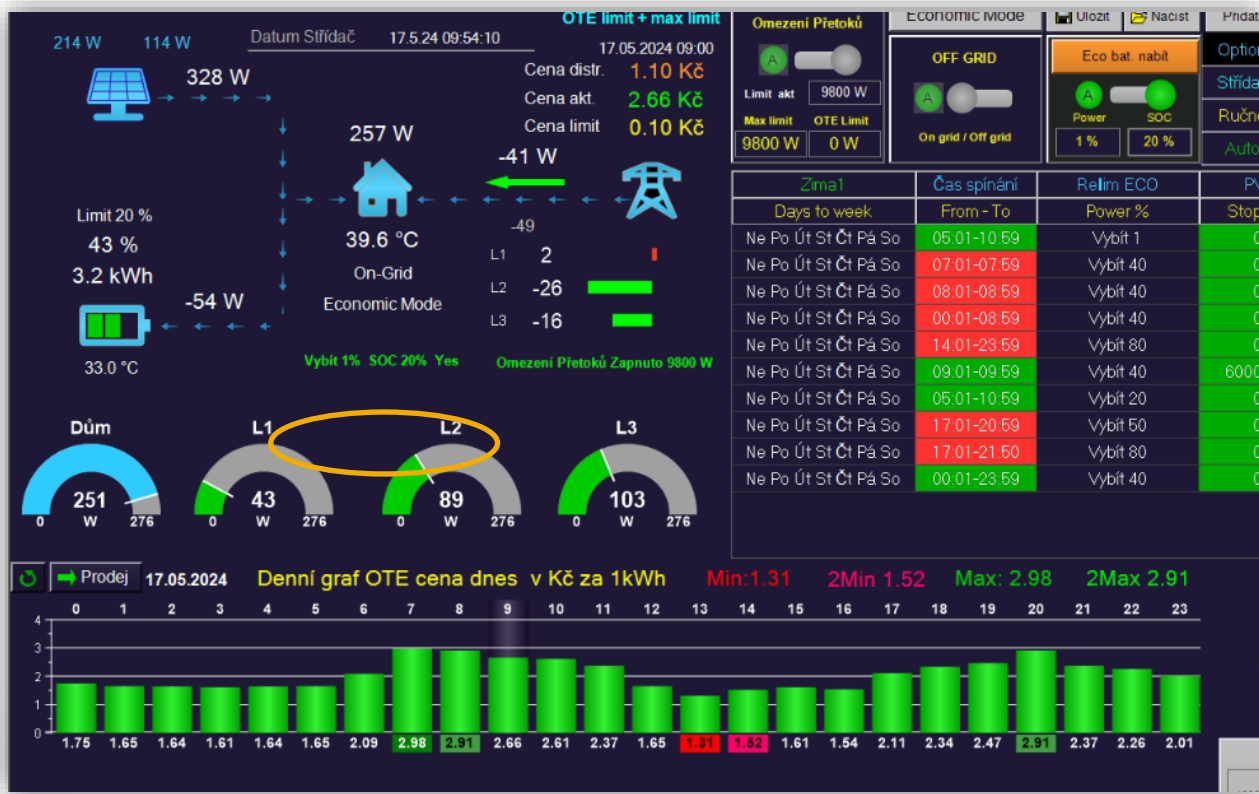 OTE limit + max limit
214 W 114 W
Datum Střídač 17.5.24 09:54:10
17.05.2024 09:00
328 W
Cena distr. 1.10 Kč
Cena akt. 2.66 Kč
Cena limit 0.10 Kč
257 W
-41 W
Limit 20 %
43 %
3.2 kWh
39.6 °C
On-Grid
Economic Mode
-49
L1 2
L2 -26
L3 -16
-54 W
33.0 °C
Vybít 1% SOC 20% Yes
Omezení Přetoků Zapnuto 9800 W
Omezení Přetoků
A
Limit akt 9800 W
Max limit OTE Limit
9800 W 0 W
Economic Mode
OFF GRID
A
On grid / Off grid
Uložit Načíst
Eco bat. nabít
A
Power SOC
1 % 20 %
Přidat
Option
Střída
Ručně
Auto
Zima1 Čas spínání Relim ECO PV
Days to week From - To Power % Stop
Ne Po Út St Čt Pá So 05:01-10:59 Vybít 1 0
Ne Po Út St Čt Pá So 07:01-07:59 Vybít 40 0
Ne Po Út St Čt Pá So 08:01-08:59 Vybít 40 0
Ne Po Út St Čt Pá So 00:01-08:59 Vybít 40 0
Ne Po Út St Čt Pá So 14:01-23:59 Vybít 80 0
Ne Po Út St Čt Pá So 09:01-09:59 Vybít 40 6000
Ne Po Út St Čt Pá So 05:01-10:59 Vybít 20 0
Ne Po Út St Čt Pá So 17:01-20:59 Vybít 50 0
Ne Po Út St Čt Pá So 17:01-21:50 Vybít 80 0
Ne Po Út St Čt Pá So 00:01-23:59 Vybít 40 0
Dům L1 L2 L3
251 43 89 103
0 W 276 0 W 276 0 W 276 0 W 276
Prodej 17.05.2024 Denní graf OTE cena dnes v Kč za 1kWh Min:1.31 2Min 1.52 Max: 2.98 2Max 2.91
0 1 2 3 4 5 6 7 8 9 10 11 12 13 14 15 16 17 18 19 20 21 22 23
4
3
2
1
0
1.75 1.65 1.64 1.61 1.64 1.65 2.09 2.98 2.91 2.66 2.61 2.37 1.65 1.31 1.52 1.61 1.54 2.11 2.34 2.47 2.91 2.37 2.26 2.01